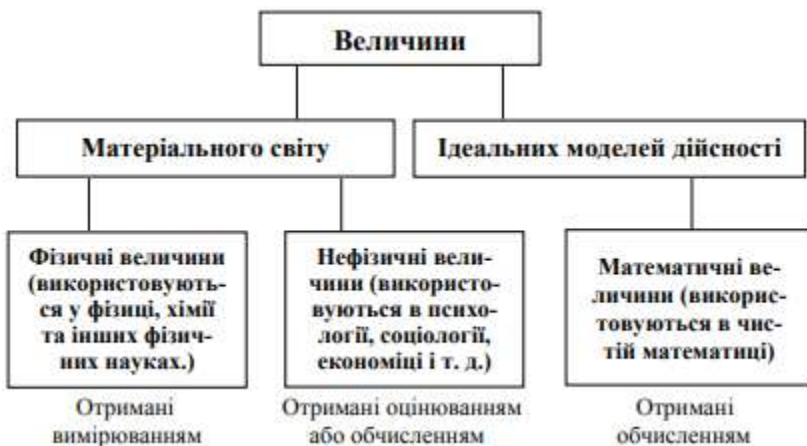 Величини
Матеріального світу
Ідеальних моделей дійсності
Фізичні величини
(використовують-
ся у фізиці, хімії
та інших фізич-
них науках.)
Нефізичні вели-
чини (використо-
вуються в психо-
логії, соціології,
економіці і т. д.)
Математичні ве-
личини (викорис-
товуються в чис-
тій математиці)
Отримані
вимірюванням
Отримані оцінюванням
або обчисленням
Отримані
обчисленням